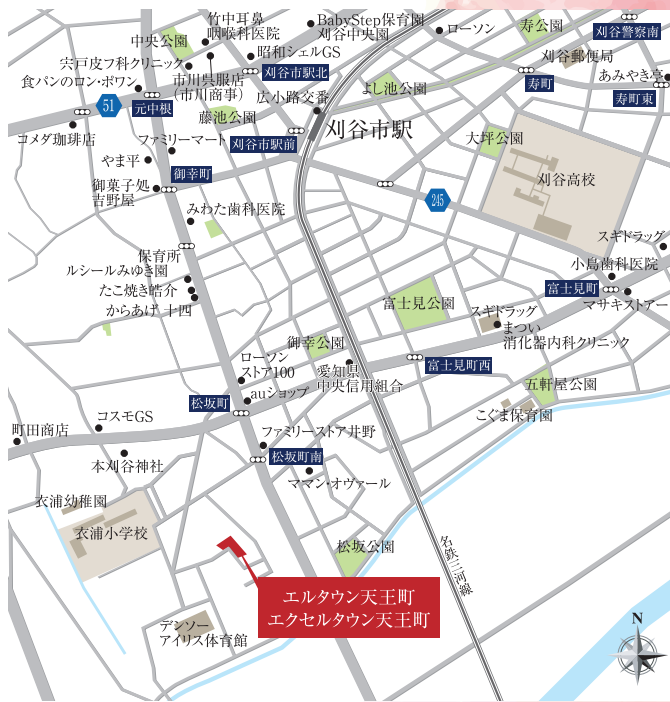 竹中耳鼻
咽喉科医院
BabyStep保育園
刈谷中央園
ローソン
寿公園
刈谷警察南
中央公園
昭和シェルGS
刈谷郵便局
宍戸皮フ科クリニック
市川呉服店
(市川商事)
刈谷市駅北
寿町
あみやき亭
食パンのロン・ポワン
よし池公園
寿町東
51
元中根
広小路交番
藤池公園
刈谷市駅
コメダ珈琲店
ファミリーマート
刈谷市駅前
大坪公園
やま平
御幸町
刈谷高校
御菓子処
吉野屋
245
みわた歯科医院
スギドラッグ
保育所
ルシールみゆき園
小島歯科医院
たこ焼き皓介
富士見町
からあげ 十四
富士見公園
マサキストアー
スギドラッグ
まつい
消化器内科クリニック
御幸公園
ローソン
ストア100
愛知県
中央信用組合
富士見町西
auショップ
五軒屋公園
松坂町
こぐま保育園
コスモGS
町田商店
ファミリーストア井野
本刈谷神社
松坂町南
ママン・オヴァール
衣浦幼稚園
衣浦小学校
松坂公園
名鉄三河線
エルタウン天王町
エクセルタウン天王町
デンソー
アイリス体育館
N